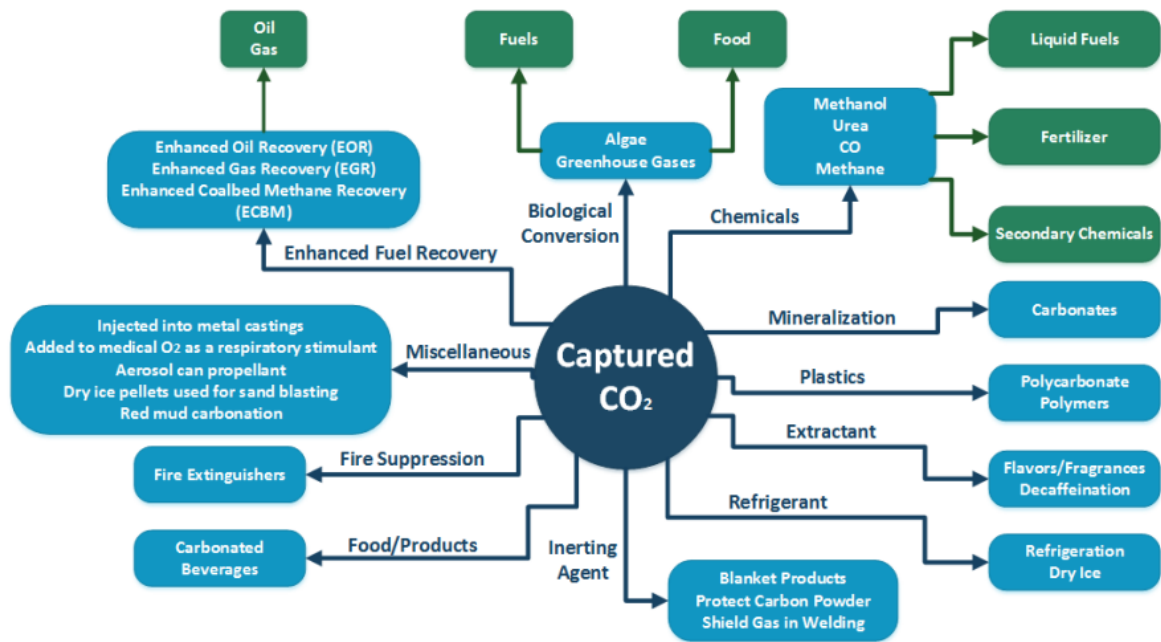 Oil
Gas
Fuels
Food
Liquid Fuels
Methanol
Urea
CO
Methane
Fertilizer
Secondary Chemicals
Enhanced Oil Recovery (EOR)
Enhanced Gas Recovery (EGR)
Enhanced Coalbed Methane Recovery
(ECBM)
Algae
Greenhouse Gases
Biological
Conversion
Chemicals
Enhanced Fuel Recovery
Injected into metal castings
Added to medical O₂ as a respiratory stimulant
Aerosol can propellant
Dry ice pellets used for sand blasting
Red mud carbonation
Miscellaneous
Captured
CO₂
Mineralization
Carbonates
Plastics
Polycarbonate
Polymers
Extractant
Flavors/Fragrances
Decaffeination
Fire Suppression
Fire Extinguishers
Refrigerant
Refrigeration
Dry Ice
Food/Products
Carbonated
Beverages
Inerting
Agent
Blanket Products
Protect Carbon Powder
Shield Gas in Welding